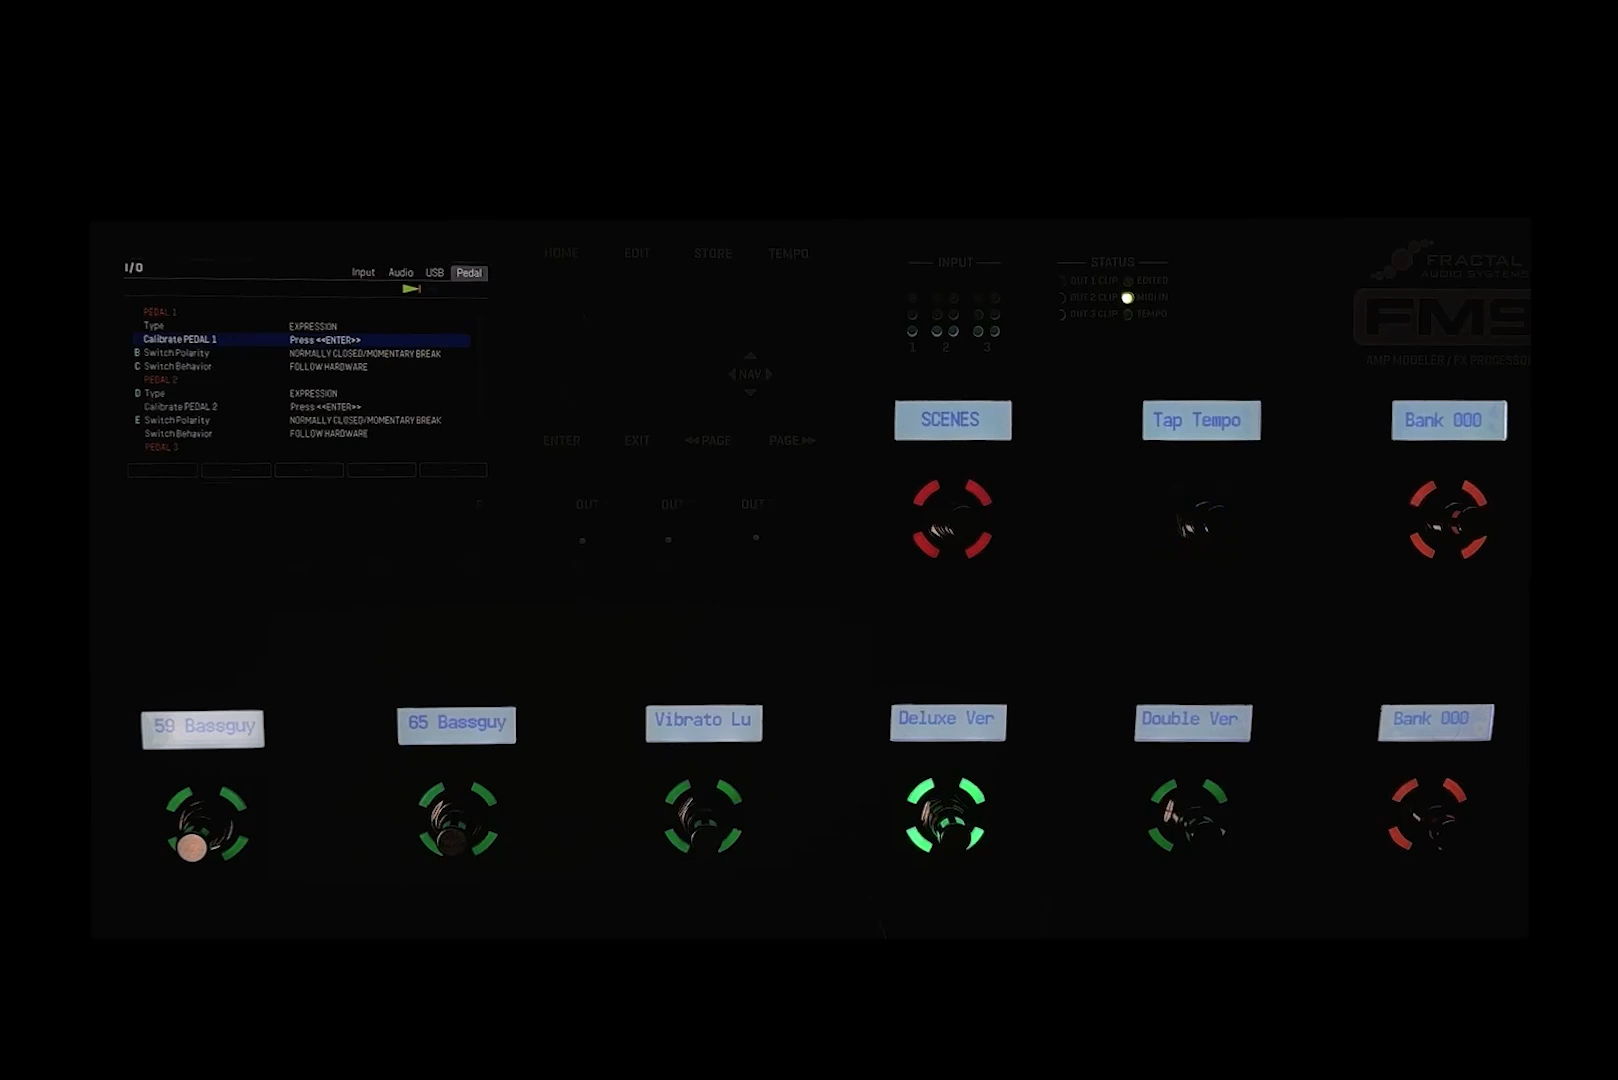 I/O
Input Audio USB Pedal
PEDAL 1
Type EXPRESSION
Calibrate PEDAL 1 Press <<ENTER>>
B Switch Polarity NORMALLY CLOSED/MOMENTARY BREAK
C Switch Behavior FOLLOW HARDWARE
PEDAL 2
D Type EXPRESSION
Calibrate PEDAL 2 Press <<ENTER>>
E Switch Polarity NORMALLY CLOSED/MOMENTARY BREAK
Switch Behavior FOLLOW HARDWARE
PEDAL 3
HOME EDIT STORE TEMPO
NAV
ENTER EXIT PAGE PAGE
OUT OUT OUT
INPUT
1 2 3
STATUS
OUT 1 CLIP EDITED
OUT 2 CLIP MIDI IN
OUT 3 CLIP TEMPO
FRACTAL
AUDIO SYSTEMS
FM9
AMP MODELER / FX PROCESSOR
SCENES Tap Tempo Bank 000
59 Bassguy 65 Bassguy Vibrato Lu Deluxe Ver Double Ver Bank 000